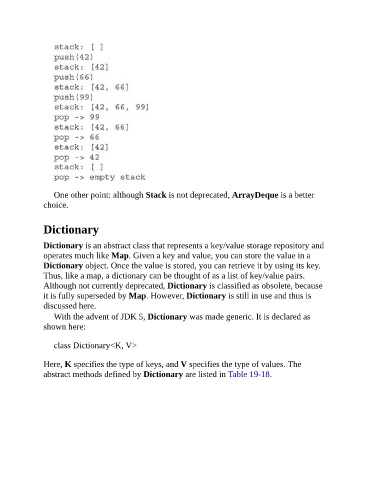 stack: [ ]
push(42)
stack: [42]
push(66)
stack: [42, 66]
push(99)
stack: [42, 66, 99]
pop -> 99
stack: [42, 66]
pop -> 66
stack: [42]
pop -> 42
stack: [ ]
pop -> empty stack
One other point: although Stack is not deprecated, ArrayDeque is a better
choice.
Dictionary
Dictionary is an abstract class that represents a key/value storage repository and
operates much like Map. Given a key and value, you can store the value in a
Dictionary object. Once the value is stored, you can retrieve it by using its key.
Thus, like a map, a dictionary can be thought of as a list of key/value pairs.
Although not currently deprecated, Dictionary is classified as obsolete, because
it is fully superseded by Map. However, Dictionary is still in use and thus is
discussed here.
With the advent of JDK 5, Dictionary was made generic. It is declared as
shown here:
class Dictionary<K, V>
Here, K specifies the type of keys, and V specifies the type of values. The
abstract methods defined by Dictionary are listed in Table 19-18.